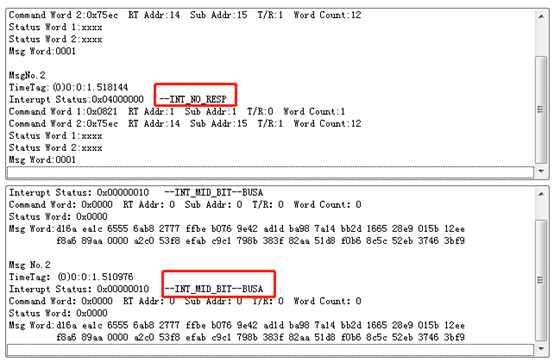 Command Word 2:0x75ec RT Addr:14 Sub Addr:15 T/R:1 Word Count:12
Status Word 1:xxxx
Status Word 2:xxxx
Msg Word:0001
MsgNo.2
TimeTag: (0)0:0:1.518144
Interupt Status:0x04000000 --INT_NO_RESP
Command Word 1:0x0821 RT Addr:1 Sub Addr:1 T/R:0 Word Count:1
Command Word 2:0x75ec RT Addr:14 Sub Addr:15 T/R:1 Word Count:12
Status Word 1:xxxx
Status Word 2:xxxx
Msg Word:0001
Interupt Status: 0x00000010 --INT_MID_BIT--BUSA
Command Word: 0x0000 RT Addr: 0 Sub Addr: 0 T/R: 0 Word Count: 0
Status Word: 0x0000
Msg Word:d16a ea1c 6555 6ab8 2777 ffbe b076 9e42 ad1d ba98 7a14 bb2d 1665 28e9 015b 12ee
f8a6 89aa 0000 a2c0 53f8 efab c9c1 798b 383f 82aa 51d8 f0b6 8c5c 52eb 3746 3bf9
Msg No.2
TimeTag: (0)0:0:1.510976
Interupt Status: 0x00000010 --INT_MID_BIT--BUSA
Command Word: 0x0000 RT Addr: 0 Sub Addr: 0 T/R: 0 Word Count: 0
Status Word: 0x0000
Msg Word:d16a ea1c 6555 6ab8 2777 ffbe b076 9e42 ad1d ba98 7a14 bb2d 1665 28e9 015b 12ee
f8a6 89aa 0000 a2c0 53f8 efab c9c1 798b 383f 82aa 51d8 f0b6 8c5c 52eb 3746 3bf9